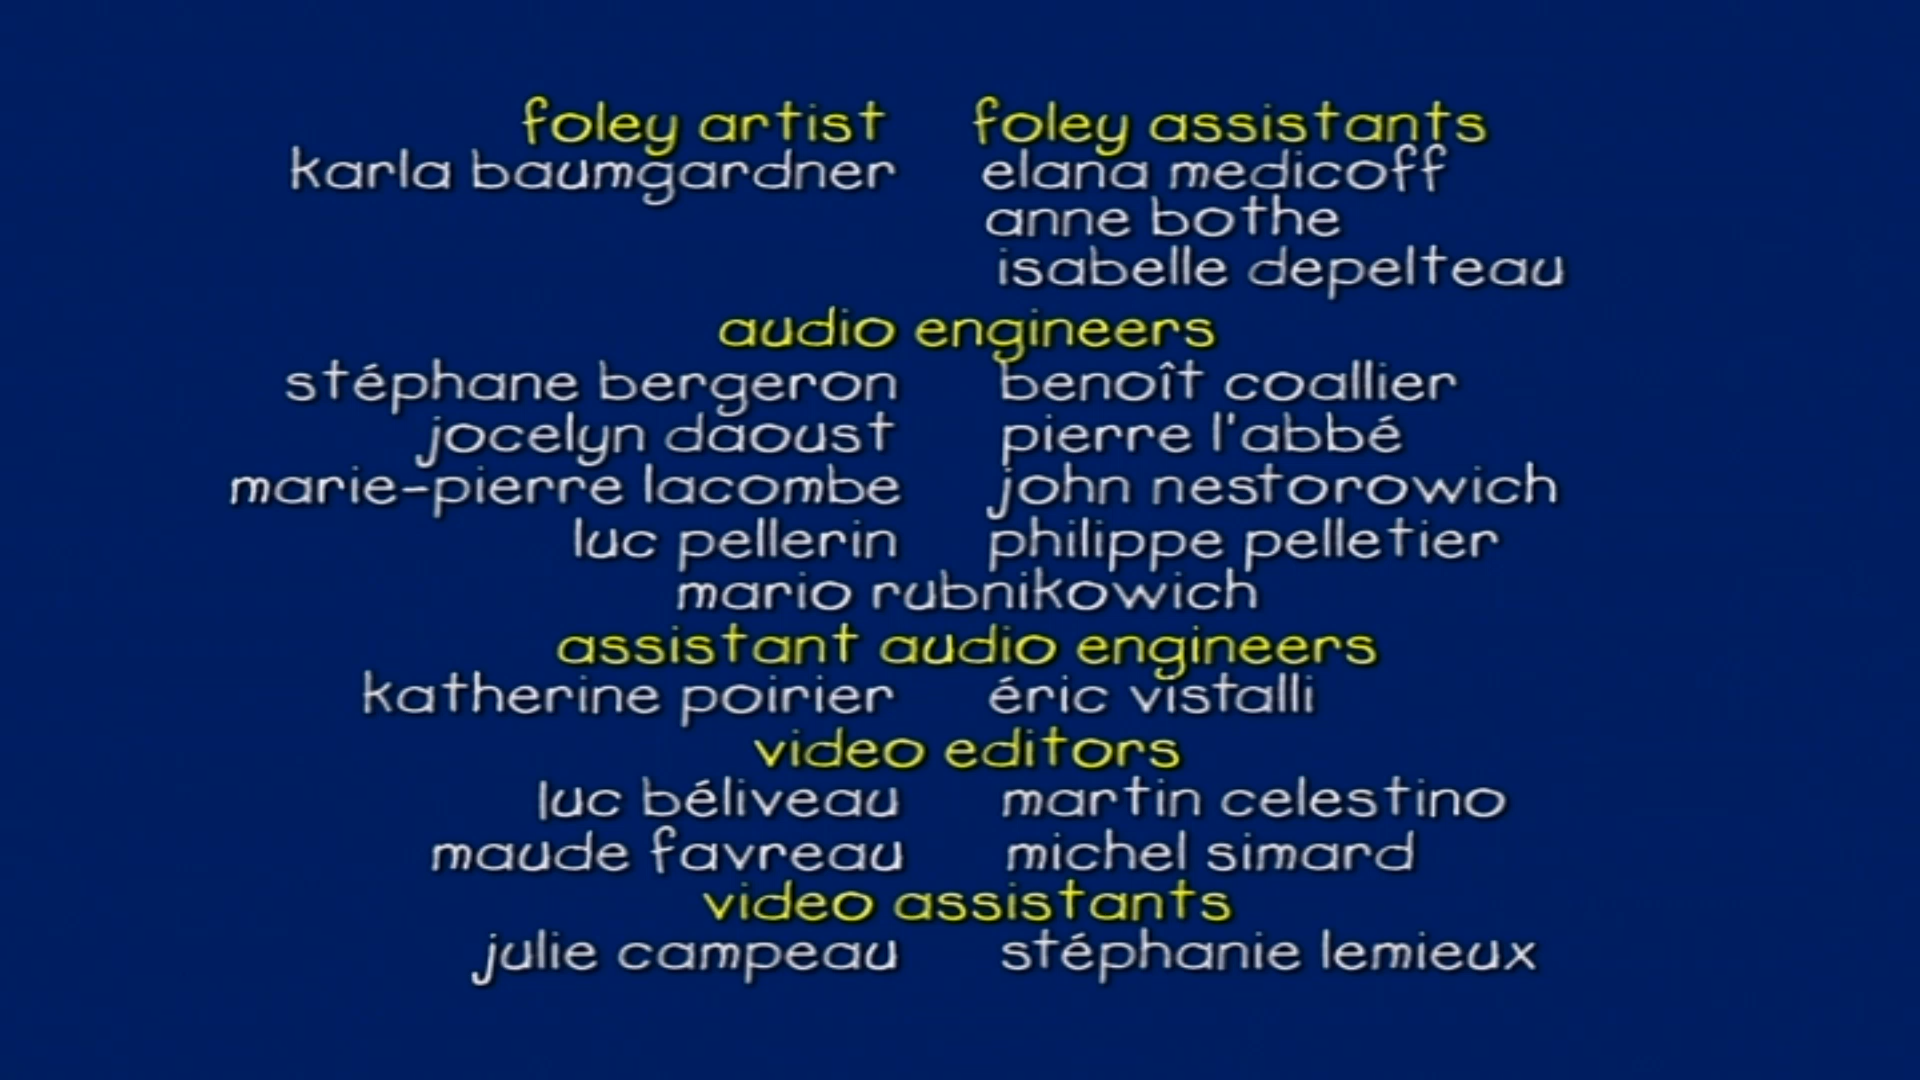 foley artist foley assistants
karla baumgardner elana medicoff
anne bothe
isabelle depelteau
audio engineers
stéphane bergeron benoît coallier
jocelyn daoust pierre l'abbé
marie-pierre lacombe john nestorowich
luc pellerin philippe pelletier
mario rubnikowich
assistant audio engineers
katherine poirier éric vistalli
video editors
luc béliveau martin celestino
maude favreau michel simard
video assistants
julie campeau stéphanie lemieux